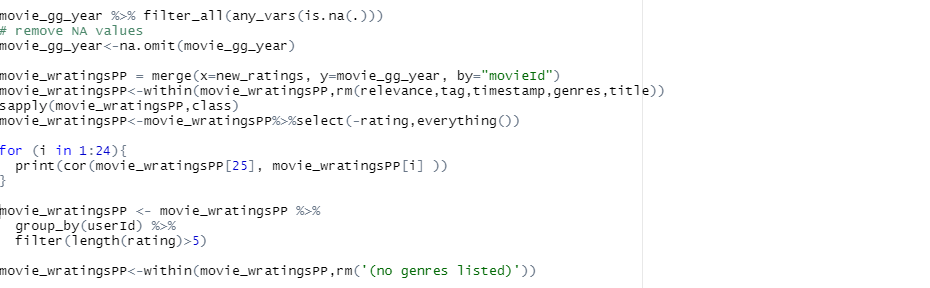 movie_gg_year %>% filter_all(any_vars(is.na(.)))
# remove NA values
movie_gg_year<-na.omit(movie_gg_year)
movie_wratingsPP = merge(x=new_ratings, y=movie_gg_year, by="movieId")
movie_wratingsPP<-within(movie_wratingsPP,rm(relevance,tag,timestamp,genres,title))
sapply(movie_wratingsPP,class)
movie_wratingsPP<-movie_wratingsPP%>%select(-rating,everything())
for (i in 1:24){
  print(cor(movie_wratingsPP[25], movie_wratingsPP[i] ))
}
movie_wratingsPP <- movie_wratingsPP %>%
  group_by(userId) %>%
  filter(length(rating)>5)
movie_wratingsPP<-within(movie_wratingsPP,rm('(no genres listed)'))